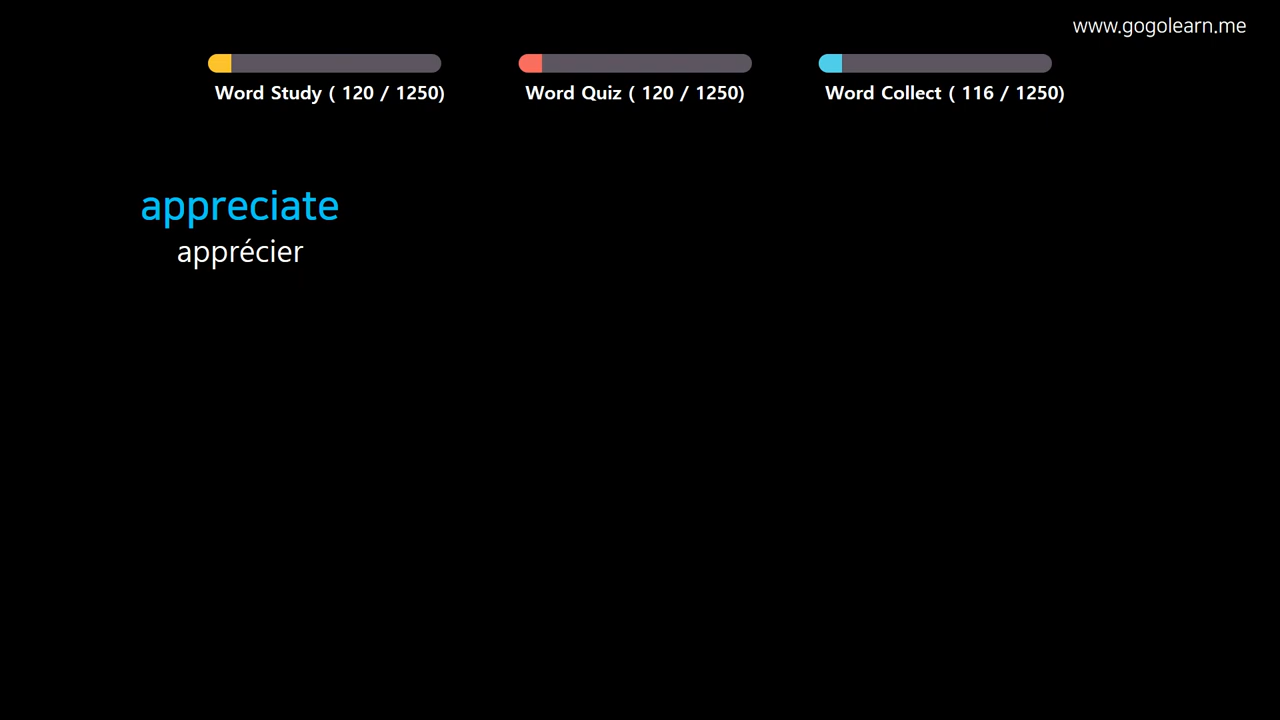 www.gogolearn.me
Word Study ( 120 / 1250)
Word Quiz ( 120 / 1250)
Word Collect ( 116 / 1250)
appreciate
apprécier